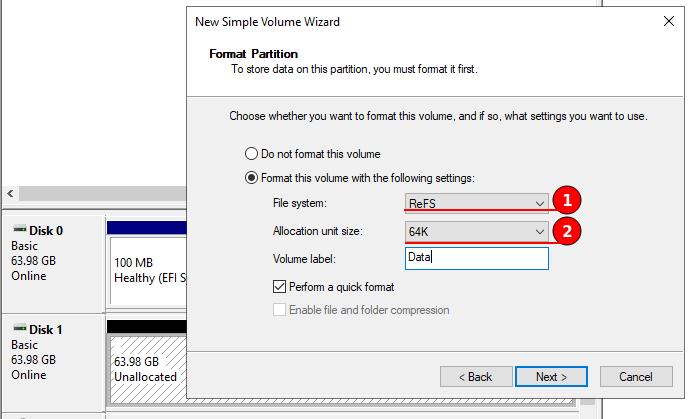 New Simple Volume Wizard
Format Partition
To store data on this partition, you must format it first.
Choose whether you want to format this volume, and if so, what settings you want to use.
Do not format this volume
Format this volume with the following settings:
File system: ReFS 1
Allocation unit size: 64K 2
Volume label: Data
Perform a quick format
Enable file and folder compression
< Back Next > Cancel
Disk 0
Basic
63.98 GB
Online
100 MB
Healthy (EFI S
Disk 1
Basic
63.98 GB
Online
63.98 GB
Unallocated